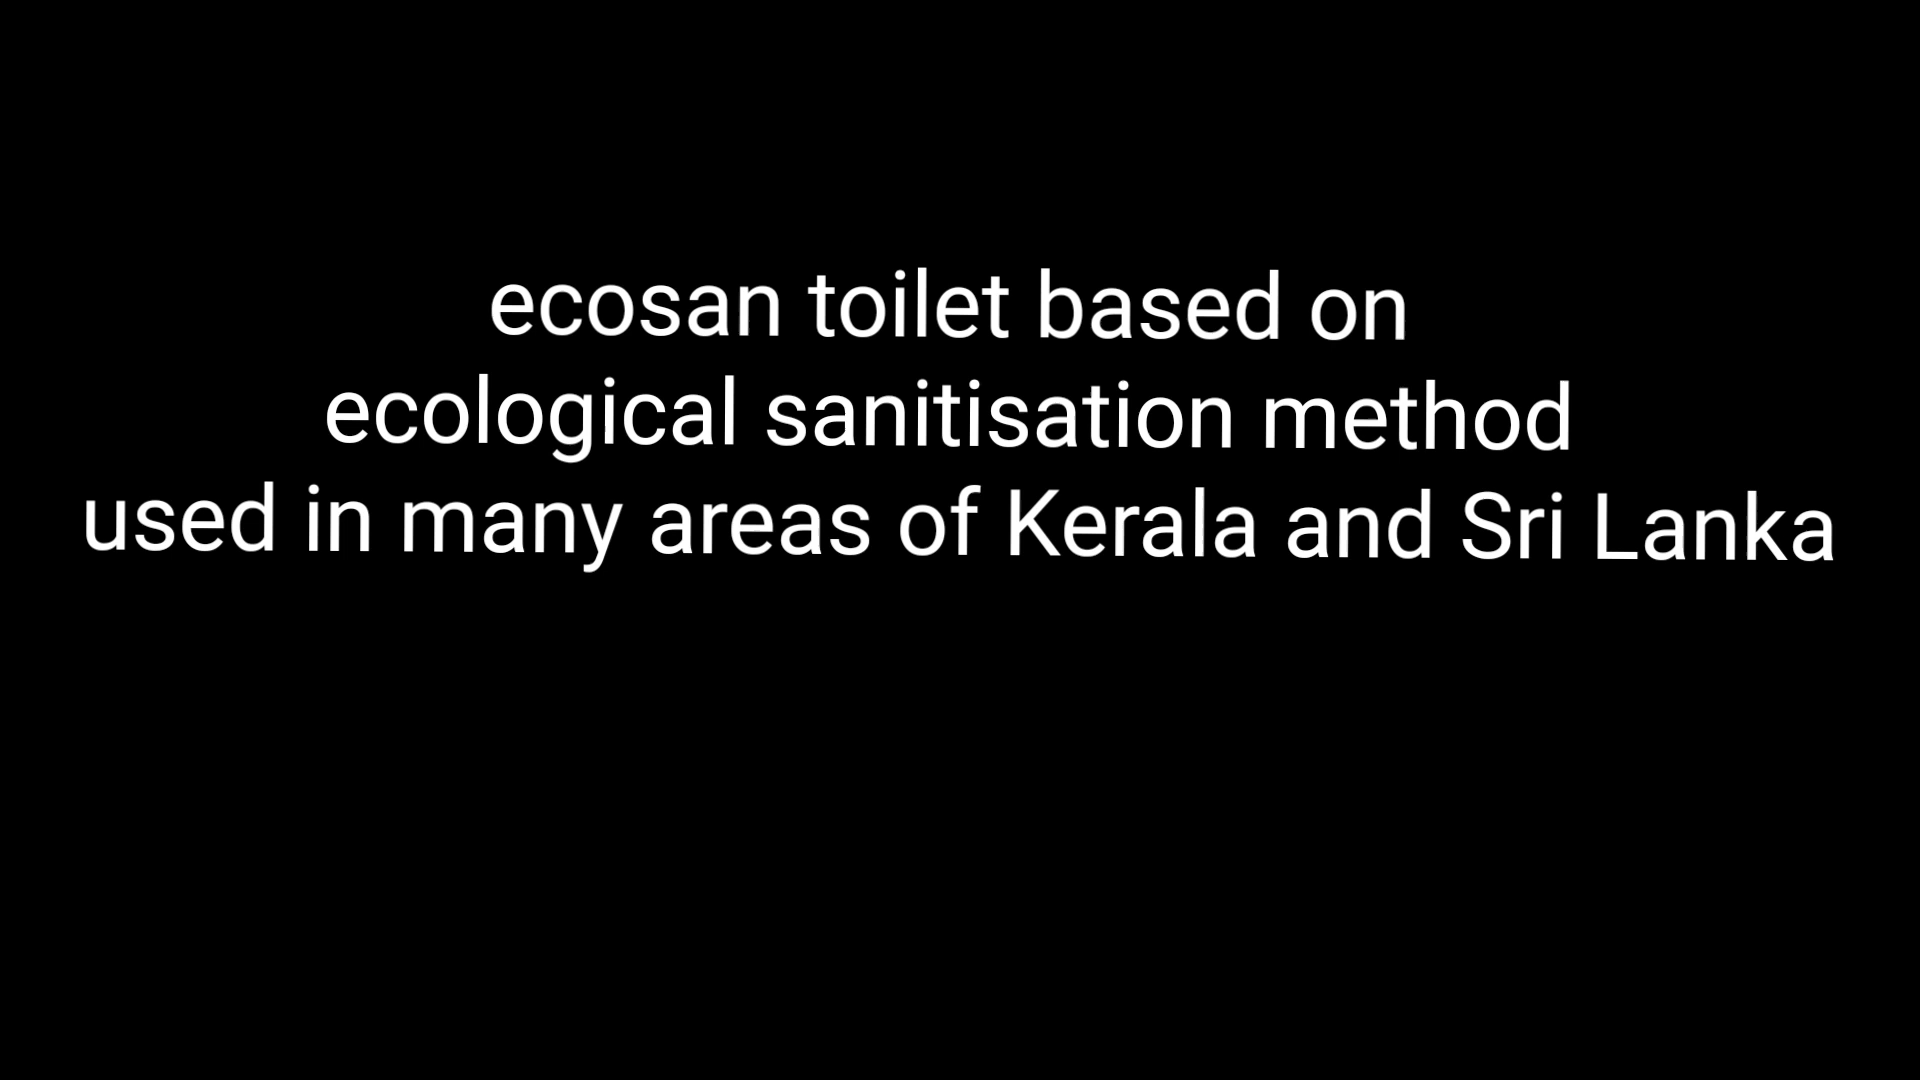 ecosan toilet based on
ecological sanitisation method
used in many areas of Kerala and Sri Lanka